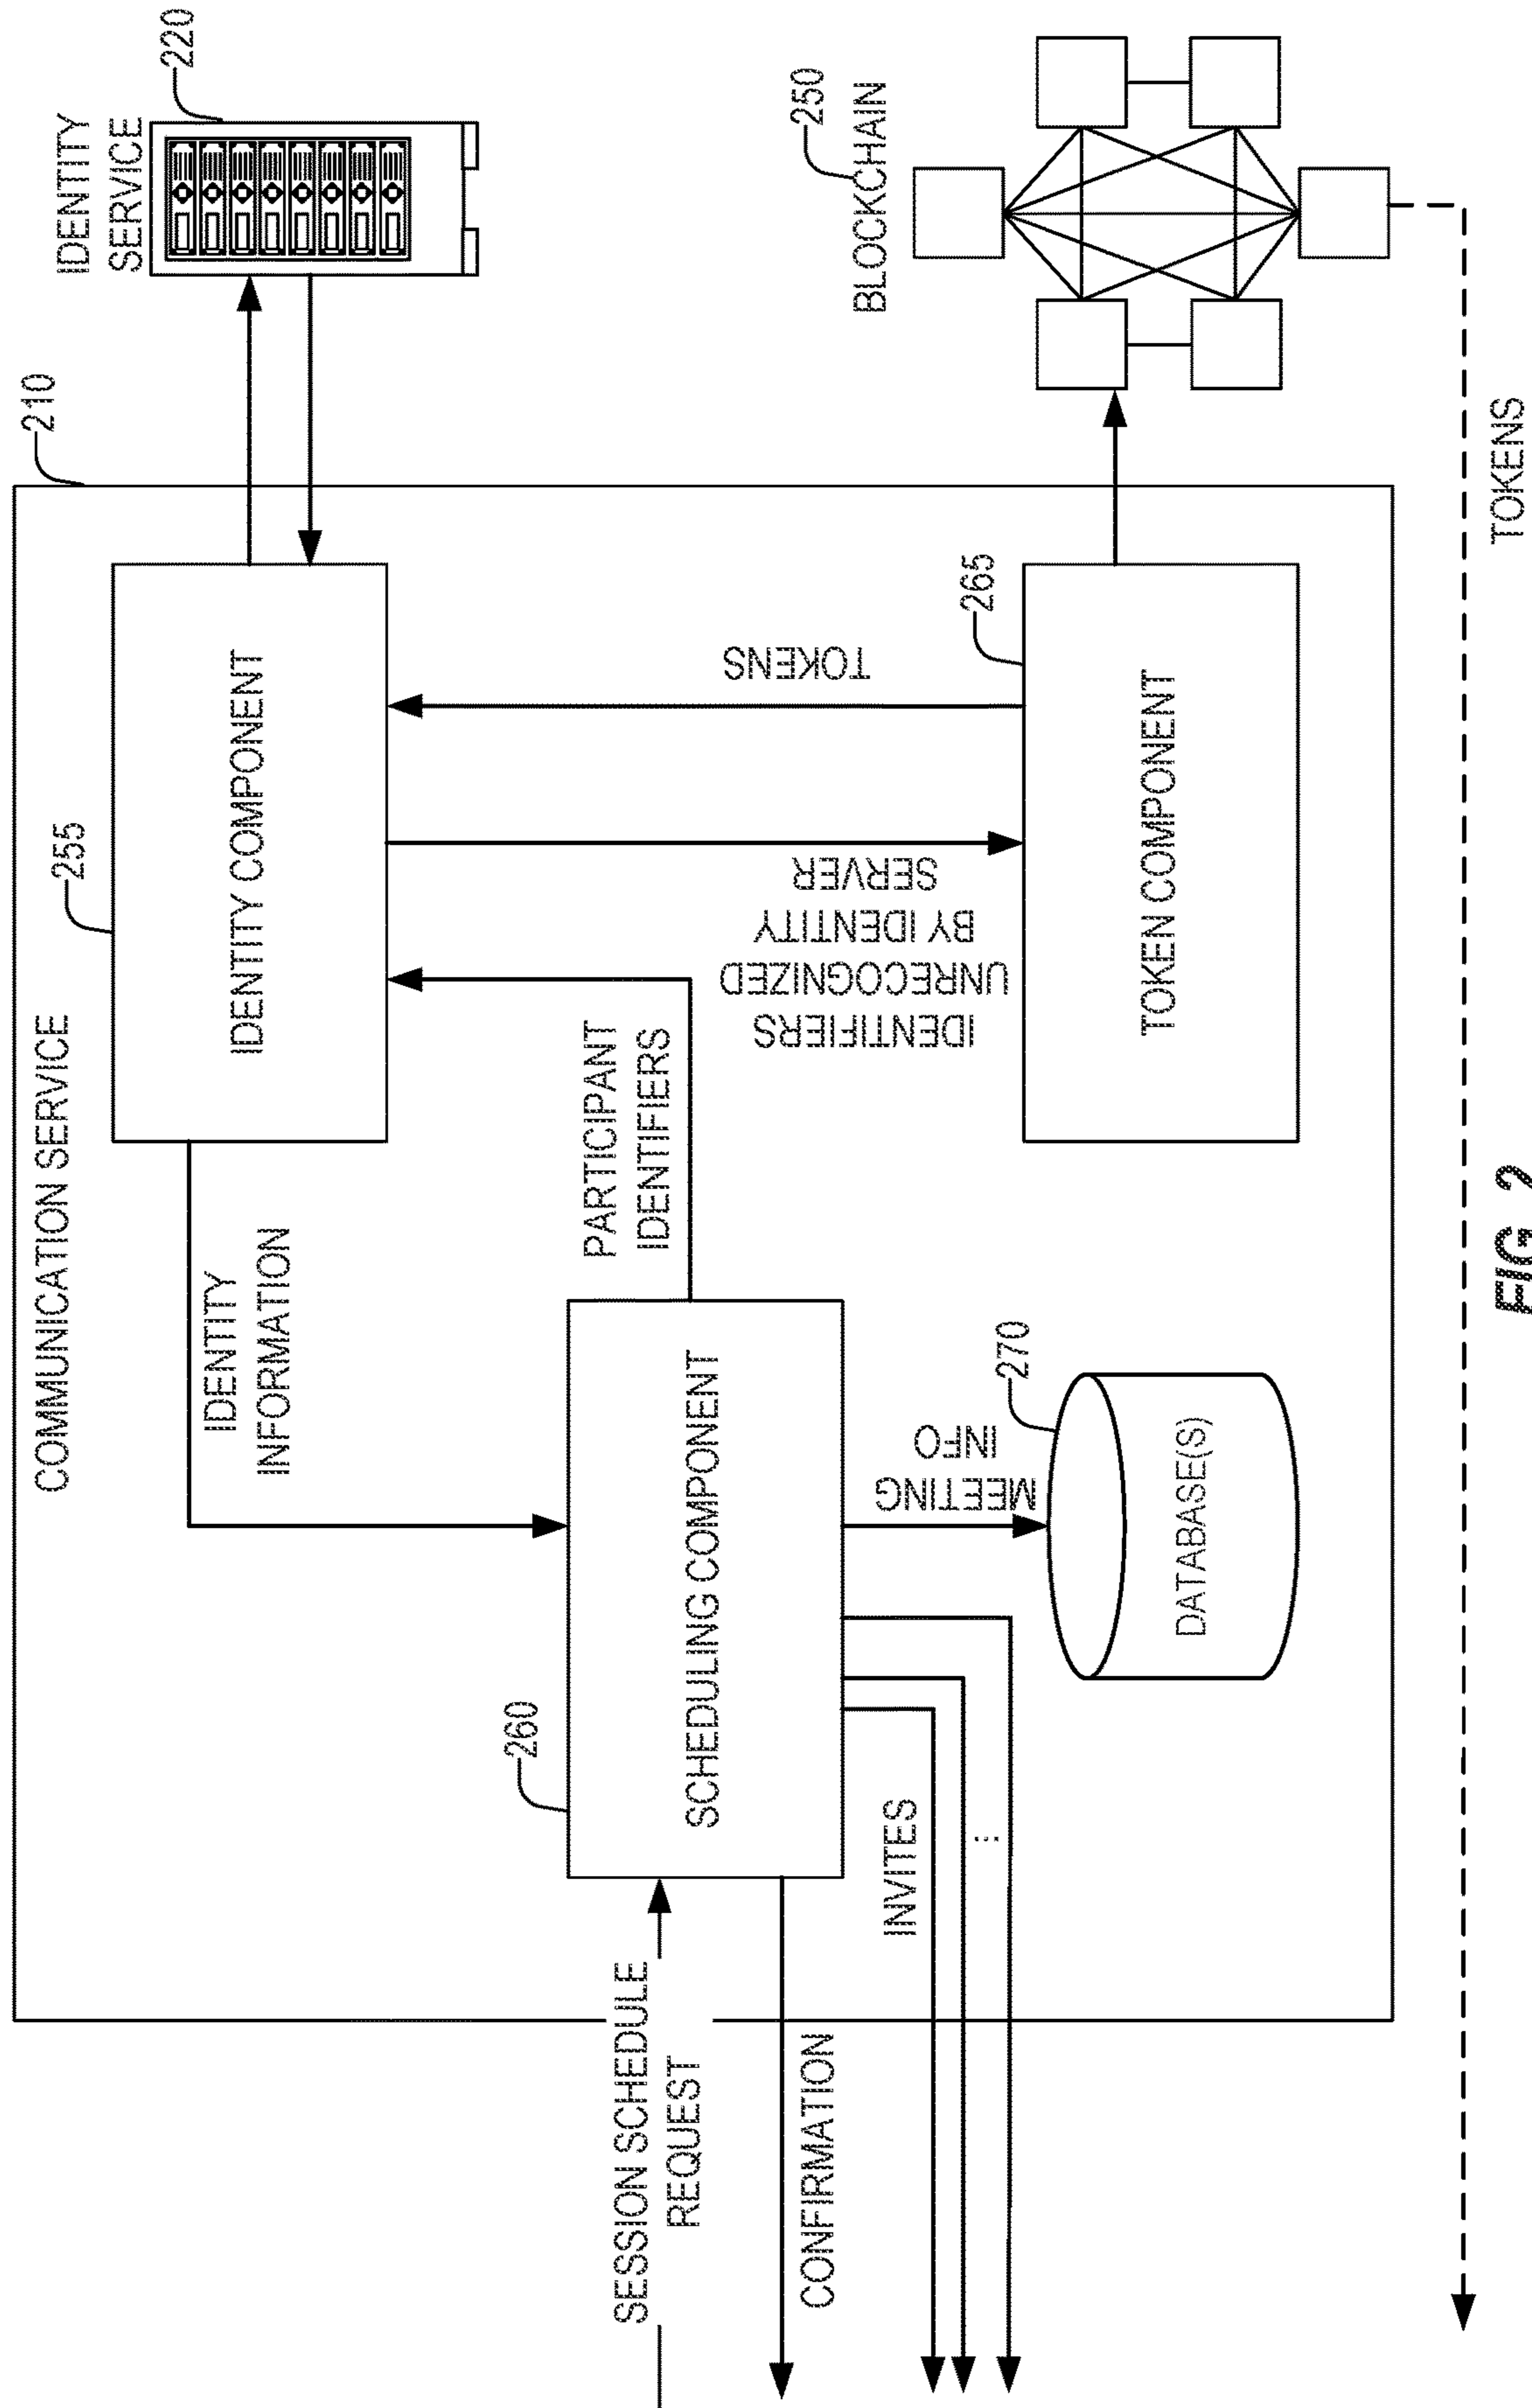 COMMUNICATION SERVICE
210
IDENTITY
SERVICE
220
255
IDENTITY COMPONENT
IDENTITY
INFORMATION
PARTICIPANT
IDENTIFIERS
260
SCHEDULING COMPONENT
SESSION SCHEDULE
REQUEST
CONFIRMATION
INVITES
...
MEETING
INFO
270
DATABASE(S)
IDENTIFIERS
UNRECOGNIZED
BY IDENTITY
SERVER
TOKENS
265
TOKEN COMPONENT
250
BLOCKCHAIN
TOKENS
FIG. 2